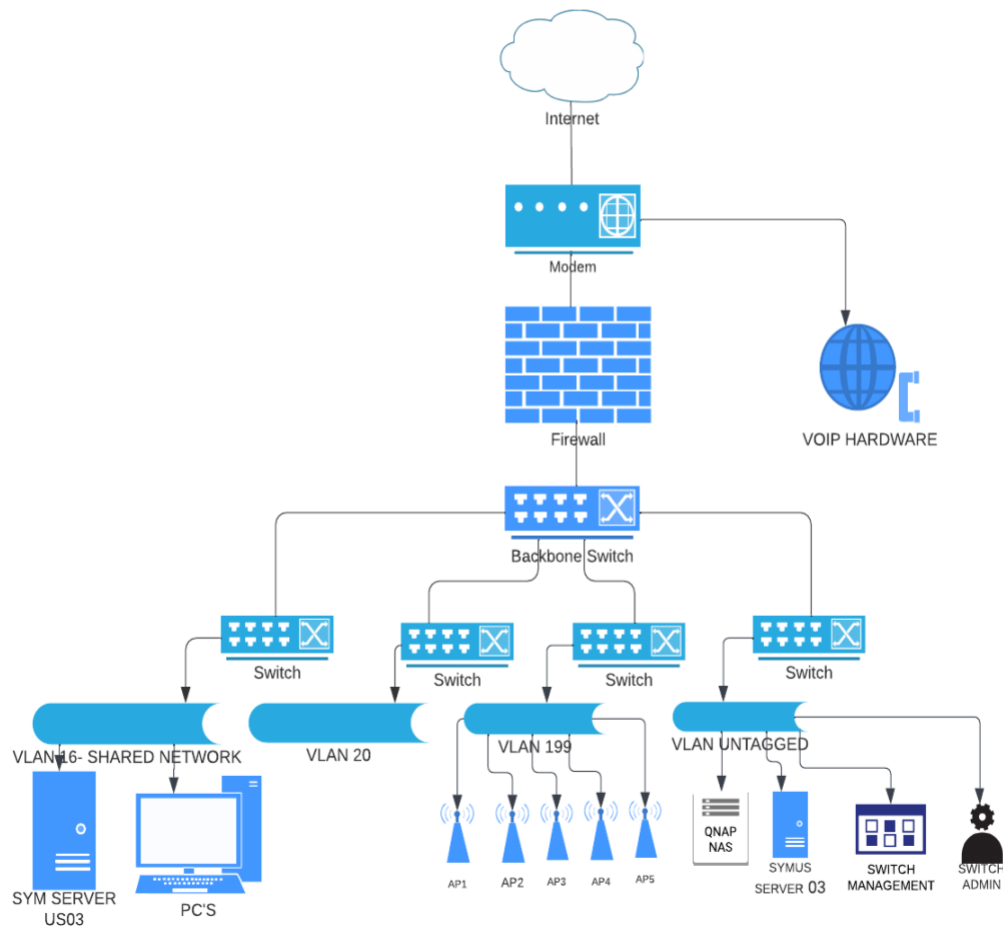 Internet
Modem
Firewall
VOIP HARDWARE
Backbone Switch
Switch
Switch
Switch
Switch
VLAN 16- SHARED NETWORK
VLAN 20
VLAN 199
VLAN UNTAGGED
SYM SERVER
US03
PC'S
AP1
AP2
AP3
AP4
AP5
QNAP
NAS
SYMUS
SERVER 03
SWITCH
MANAGEMENT
SWITCH
ADMIN